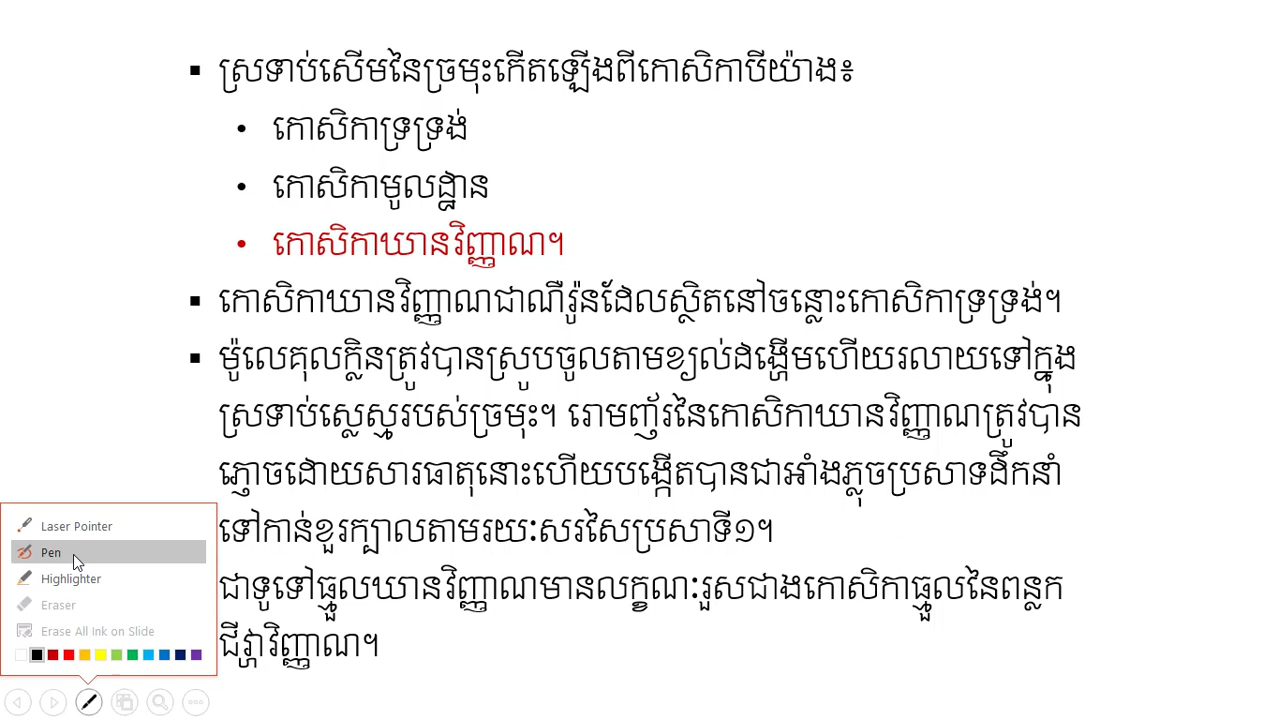 ▪ ស្រទាប់សើមនៃច្រមុះកើតឡើងពីកោសិកាបីយ៉ាង៖
• កោសិកាទ្រទ្រង់
• កោសិកាមូលដ្ឋាន
• កោសិកាឃានវិញ្ញាណ។
▪ កោសិកាឃានវិញ្ញាណជាណឺរ៉ូនដែលស្ថិតនៅចន្លោះកោសិកាទ្រទ្រង់។
▪ ម៉ូលេគុលក្លិនត្រូវបានស្រូបចូលតាមខ្យល់ដង្ហើមហើយរលាយទៅក្នុង
ស្រទាប់ស្លេស្មរបស់ច្រមុះ។ រោមញ័រនៃកោសិកាឃានវិញ្ញាណត្រូវបាន
ភ្ញោចដោយសារធាតុនោះហើយបង្កើតបានជាអាំងភ្លុចប្រសាទដឹកនាំ
ទៅកាន់ខួរក្បាលតាមរយៈសរសៃប្រសាទី១។
ជាទូទៅធ្មួលឃានវិញ្ញាណមានលក្ខណៈរួសជាងកោសិកាធ្មួលនៃពន្លក
ជីវ្ហាវិញ្ញាណ។
Laser Pointer
Pen
Highlighter
Eraser
Erase All Ink on Slide